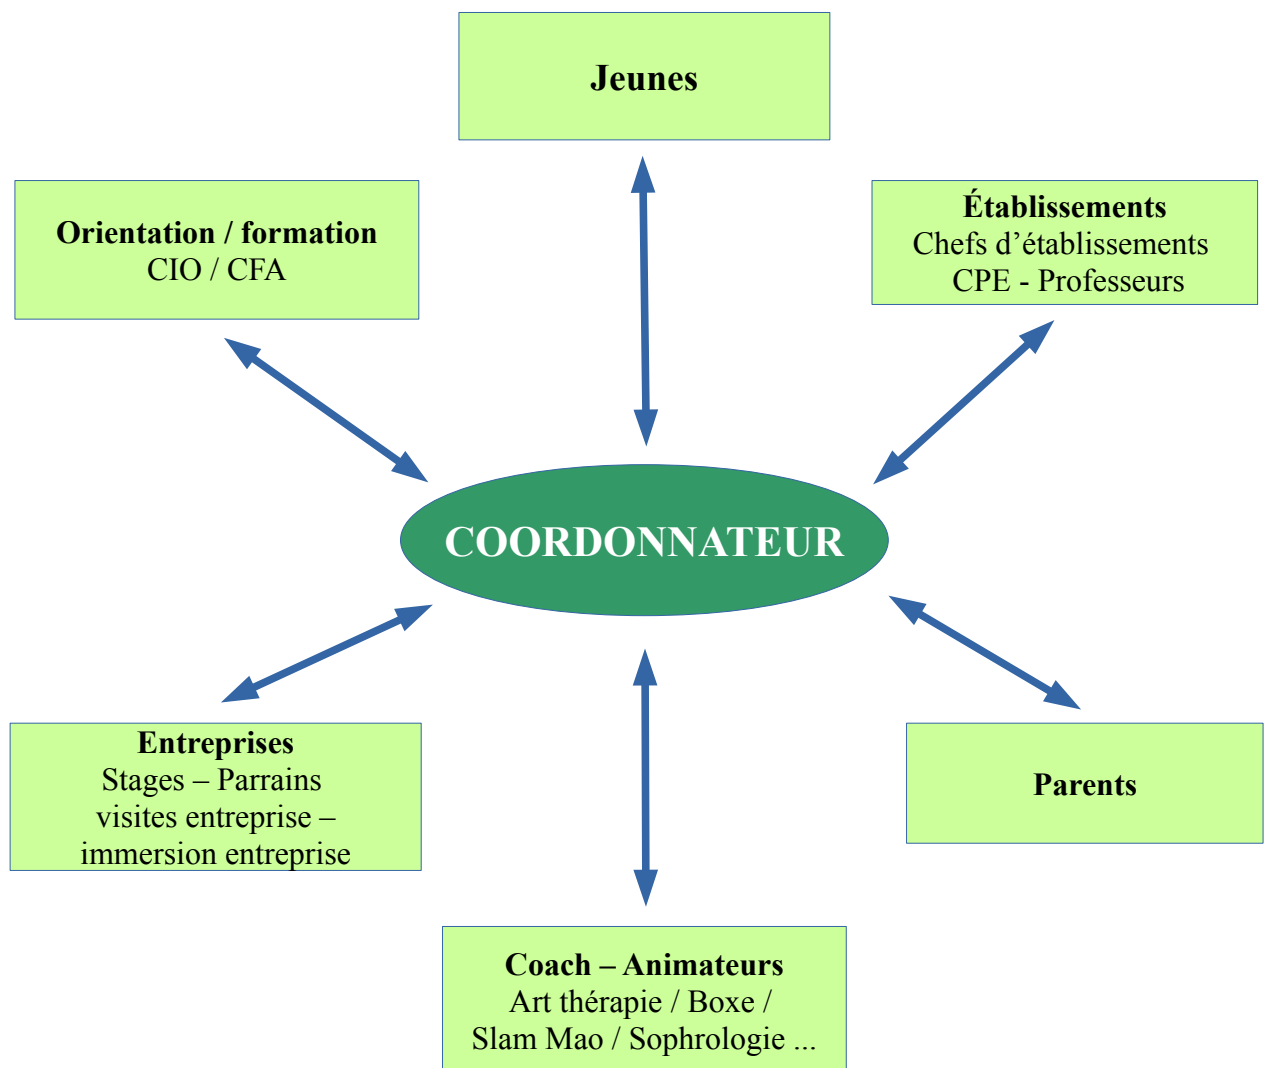 Jeunes
Orientation / formation
CIO / CFA
Établissements
Chefs d’établissements
CPE - Professeurs
COORDONNATEUR
Entreprises
Stages – Parrains
visites entreprise –
immersion entreprise
Parents
Coach – Animateurs
Art thérapie / Boxe /
Slam Mao / Sophrologie ...